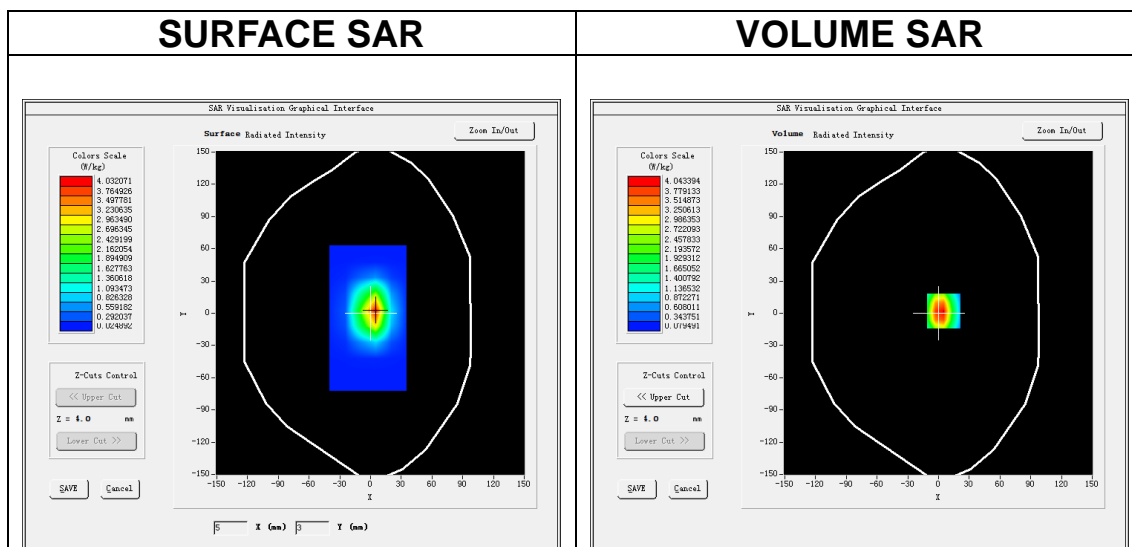 SURFACE SAR
VOLUME SAR
SAR Visualisation Graphical Interface
Surface Radiated Intensity
Zoom In/Out
Colors Scale
(W/kg)
4.032071
3.764926
3.497781
3.230635
2.963490
2.696345
2.429199
2.162054
1.894909
1.627763
1.360618
1.093473
0.826328
0.559182
0.292037
0.024892
Z-Cuts Control
<< Upper Cut
Z = 4.0 mm
Lower Cut >>
SAVE
Cancel
150
120
90
60
30
0
-30
-60
-90
-120
-150
Y
-150 -120 -90 -60 -30 0 30 60 90 120 150
X
5 X (mm) 3 Y (mm)
SAR Visualisation Graphical Interface
Volume Radiated Intensity
Zoom In/Out
Colors Scale
(W/kg)
4.043394
3.779133
3.514873
3.250613
2.986353
2.722093
2.457833
2.193572
1.929312
1.665052
1.400792
1.136532
0.872271
0.608011
0.343751
0.079491
Z-Cuts Control
<< Upper Cut
Z = 4.0 mm
Lower Cut >>
SAVE
Cancel
150
120
90
60
30
0
-30
-60
-90
-120
-150
Y
-150 -120 -90 -60 -30 0 30 60 90 120 150
X